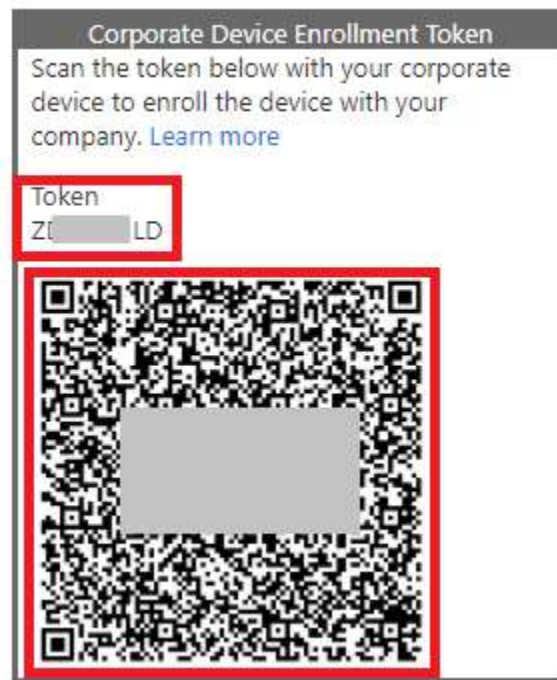 Corporate Device Enrollment Token
Scan the token below with your corporate
device to enroll the device with your
company. Learn more
Token